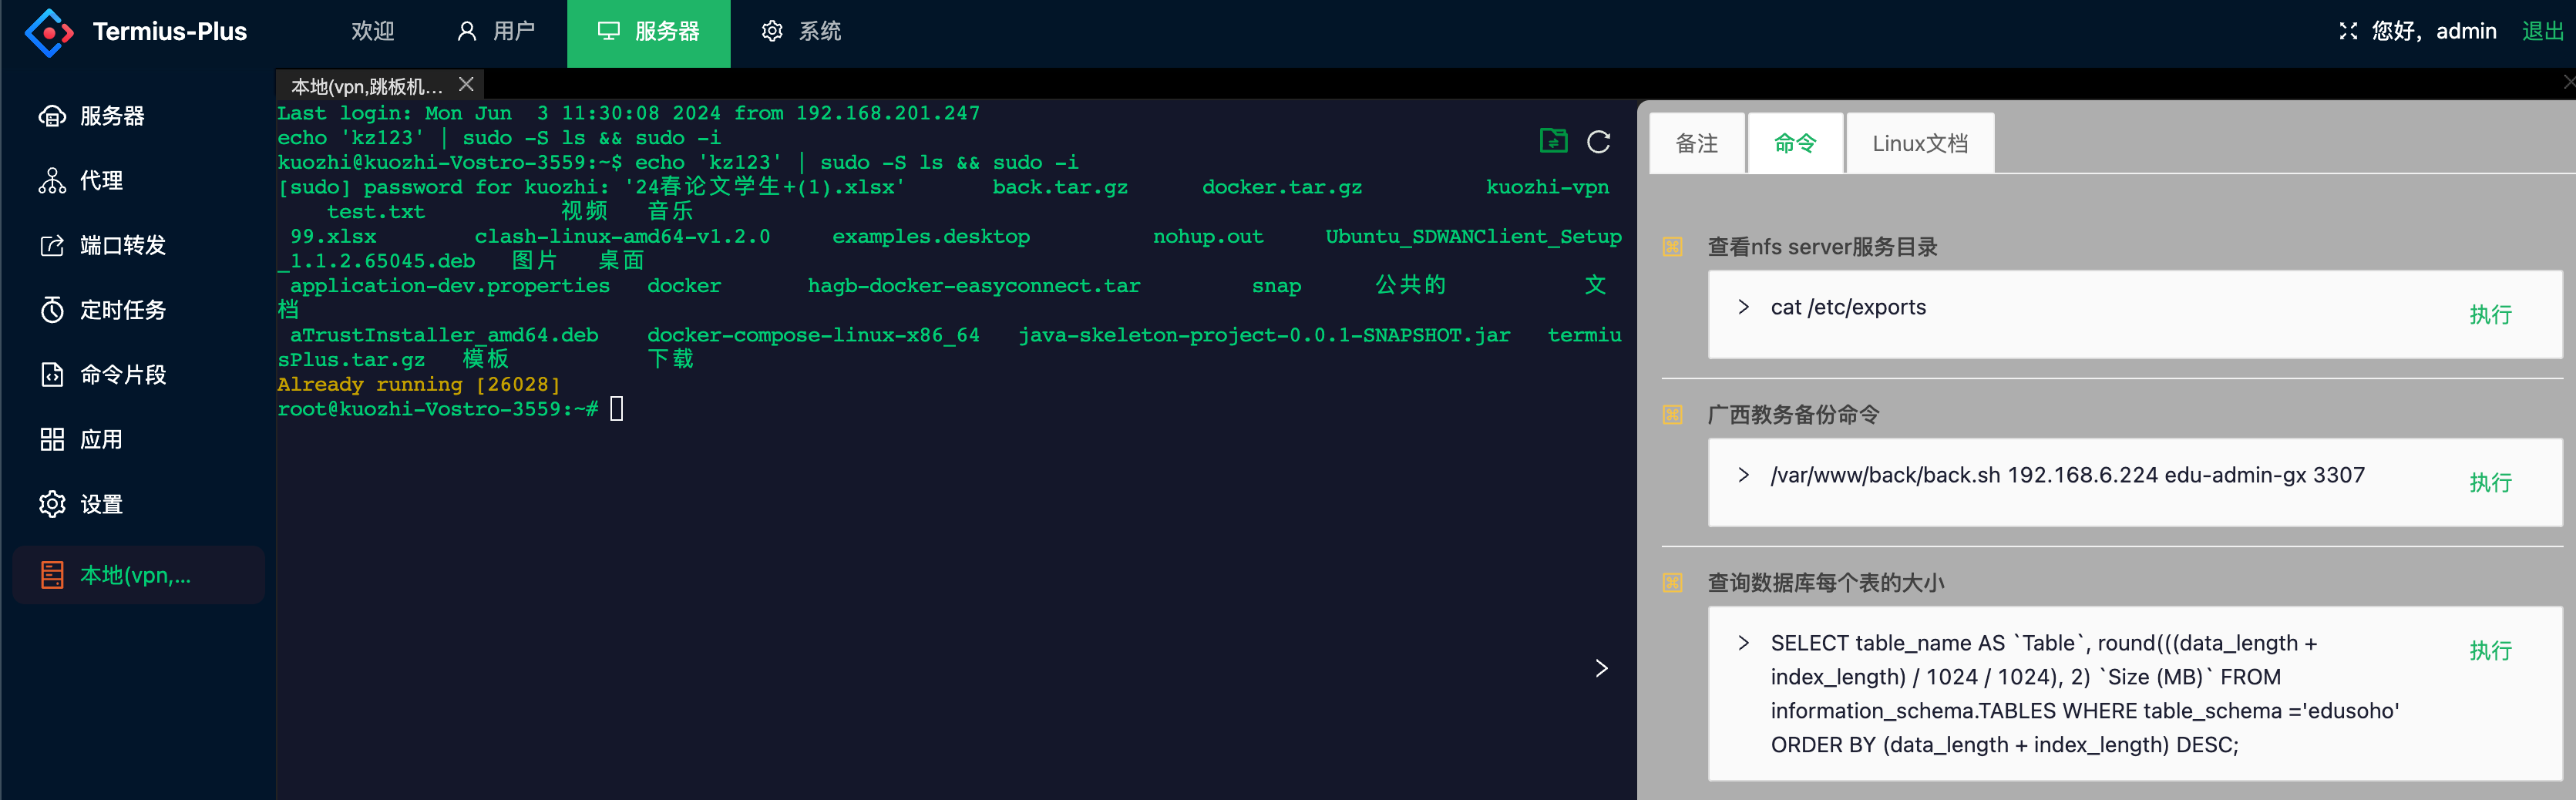 Termius-Plus
欢迎
用户
服务器
系统
您好，admin
退出
服务器
代理
端口转发
定时任务
命令片段
应用
设置
本地(vpn,...
本地(vpn,跳板机...
Last login: Mon Jun  3 11:30:08 2024 from 192.168.201.247
echo 'kz123' | sudo -S ls && sudo -i
kuozhi@kuozhi-Vostro-3559:~$ echo 'kz123' | sudo -S ls && sudo -i
[sudo] password for kuozhi: '24春论文学生+(1).xlsx' back.tar.gz docker.tar.gz kuozhi-vpn
test.txt 视频 音乐
99.xlsx clash-linux-amd64-v1.2.0 examples.desktop nohup.out Ubuntu_SDWANClient_Setup
_1.1.2.65045.deb 图片 桌面
application-dev.properties docker hagb-docker-easyconnect.tar snap 公共的 文
档
aTrustInstaller_amd64.deb docker-compose-linux-x86_64 java-skeleton-project-0.0.1-SNAPSHOT.jar termiu
sPlus.tar.gz 模板 下载
Already running [26028]
root@kuozhi-Vostro-3559:~#
备注
命令
Linux文档
查看nfs server服务目录
> cat /etc/exports
执行
广西教务备份命令
> /var/www/back/back.sh 192.168.6.224 edu-admin-gx 3307
执行
查询数据库每个表的大小
> SELECT table_name AS `Table`, round(((data_length +
index_length) / 1024 / 1024), 2) `Size (MB)` FROM
information_schema.TABLES WHERE table_schema ='edusoho'
ORDER BY (data_length + index_length) DESC;
执行